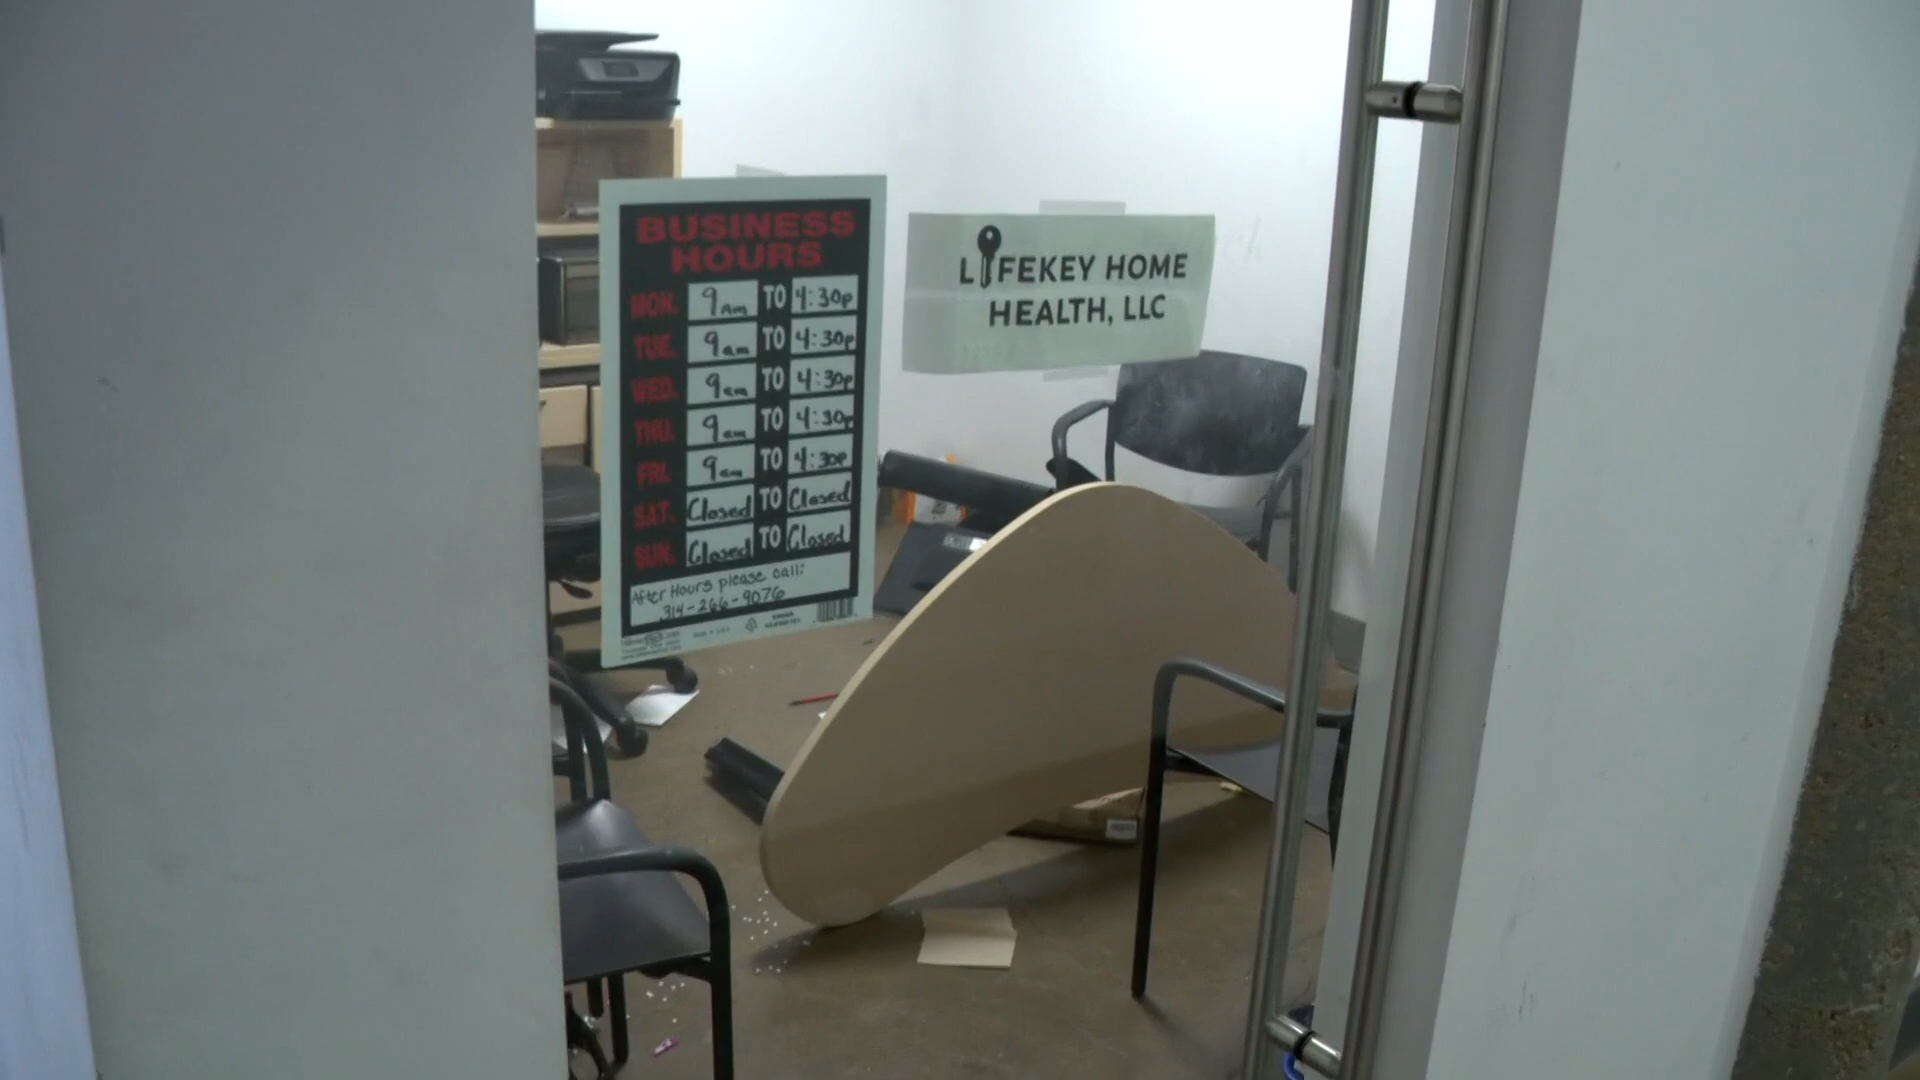 BUSINESS
HOURS
MON. 9am TO 4:30p
TUE. 9am TO 4:30p
WED. 9am TO 4:30p
THU. 9am TO 4:30p
FRI. 9am TO 4:30p
SAT. Closed TO Closed
SUN. Closed TO Closed
After Hours please call:
314-266-9076
LIFEKEY HOME
HEALTH, LLC